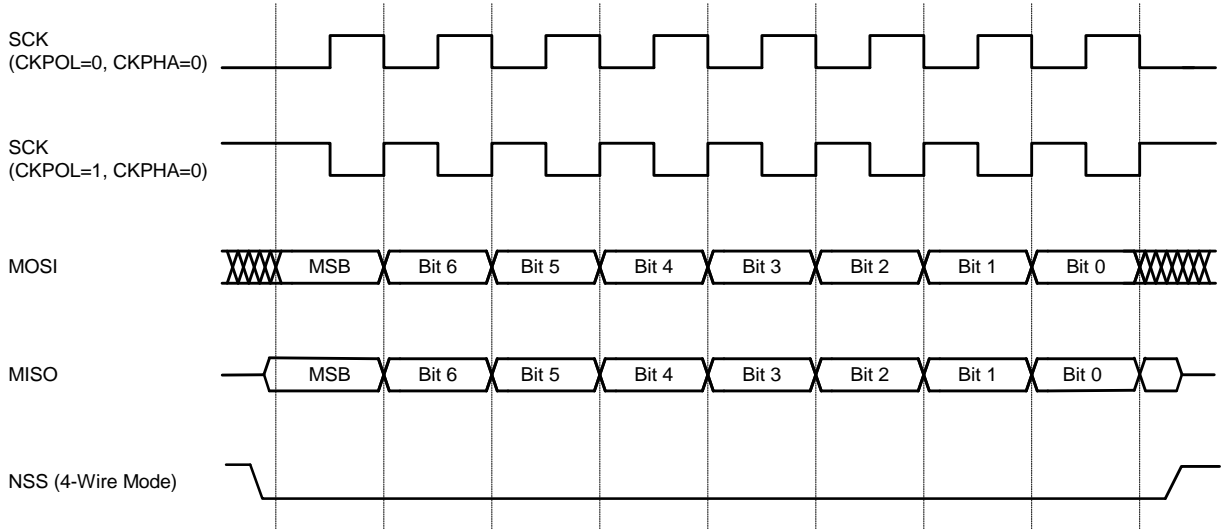 SCK
(CKPOL=0, CKPHA=0)
SCK
(CKPOL=1, CKPHA=0)
MOSI MSB Bit 6 Bit 5 Bit 4 Bit 3 Bit 2 Bit 1 Bit 0
MISO MSB Bit 6 Bit 5 Bit 4 Bit 3 Bit 2 Bit 1 Bit 0
NSS (4-Wire Mode)